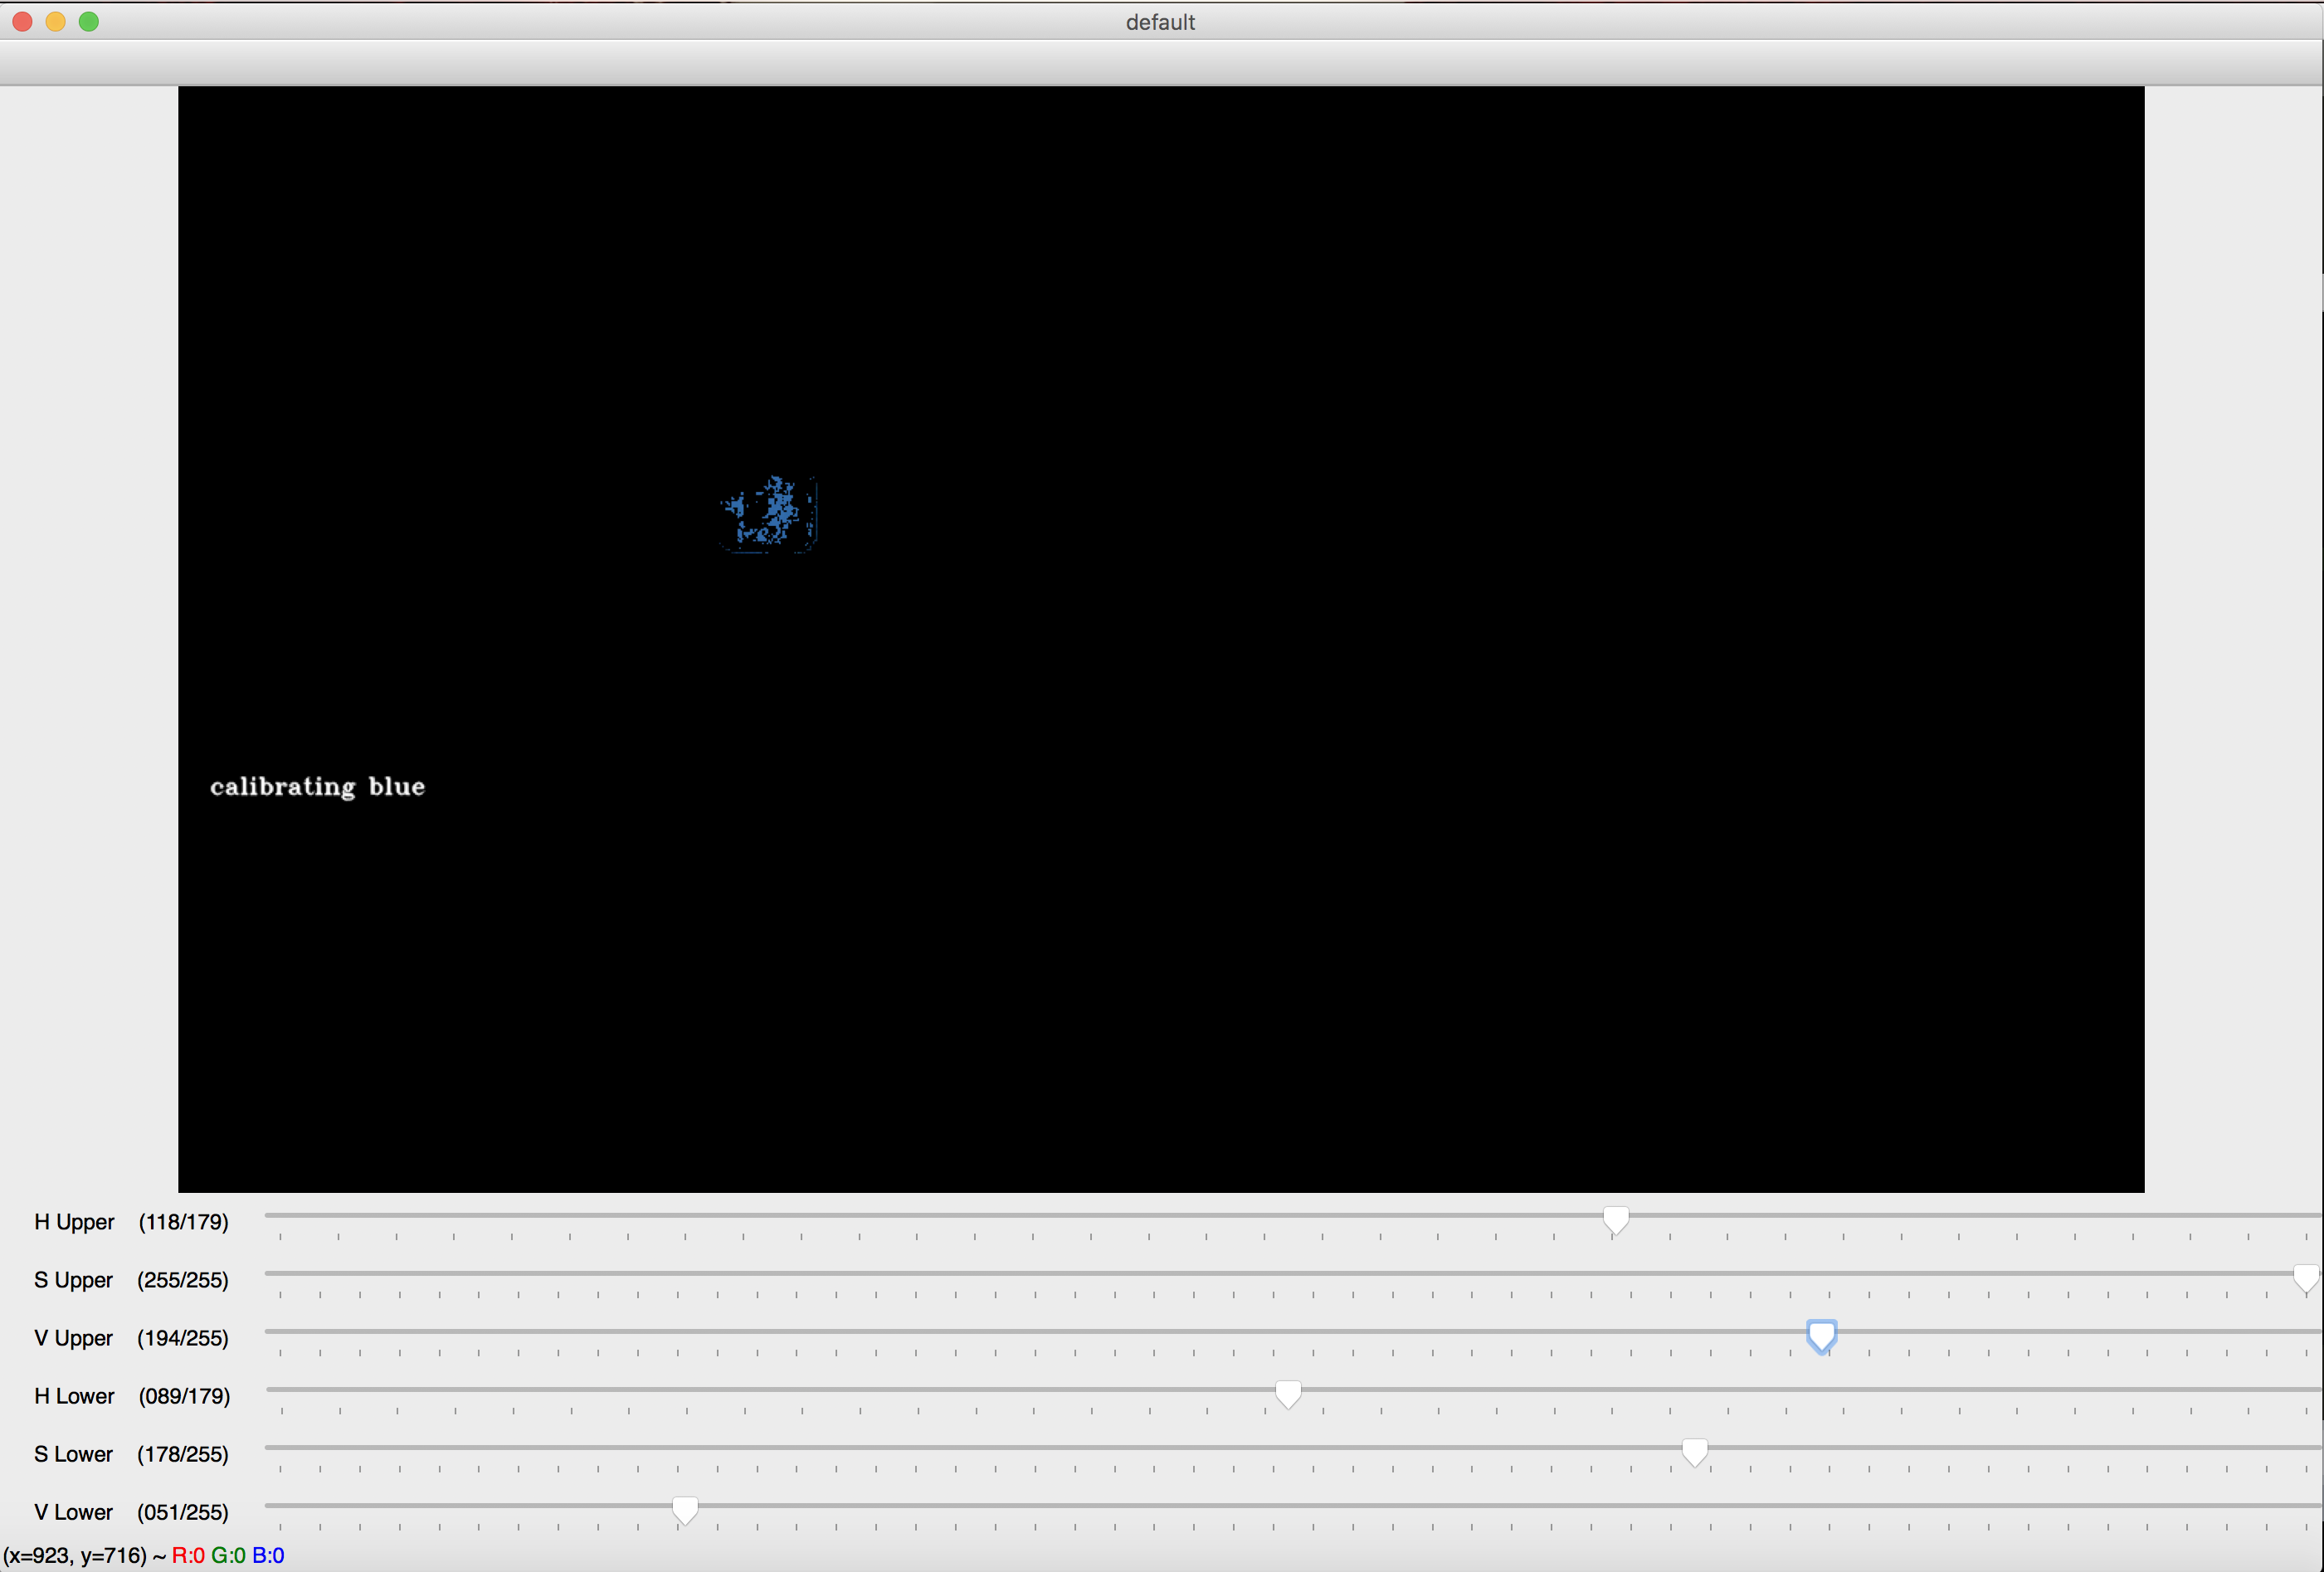 default
calibrating blue
H Upper (118/179)
S Upper (255/255)
V Upper (194/255)
H Lower (089/179)
S Lower (178/255)
V Lower (051/255)
(x=923, y=716) ~ R:0 G:0 B:0